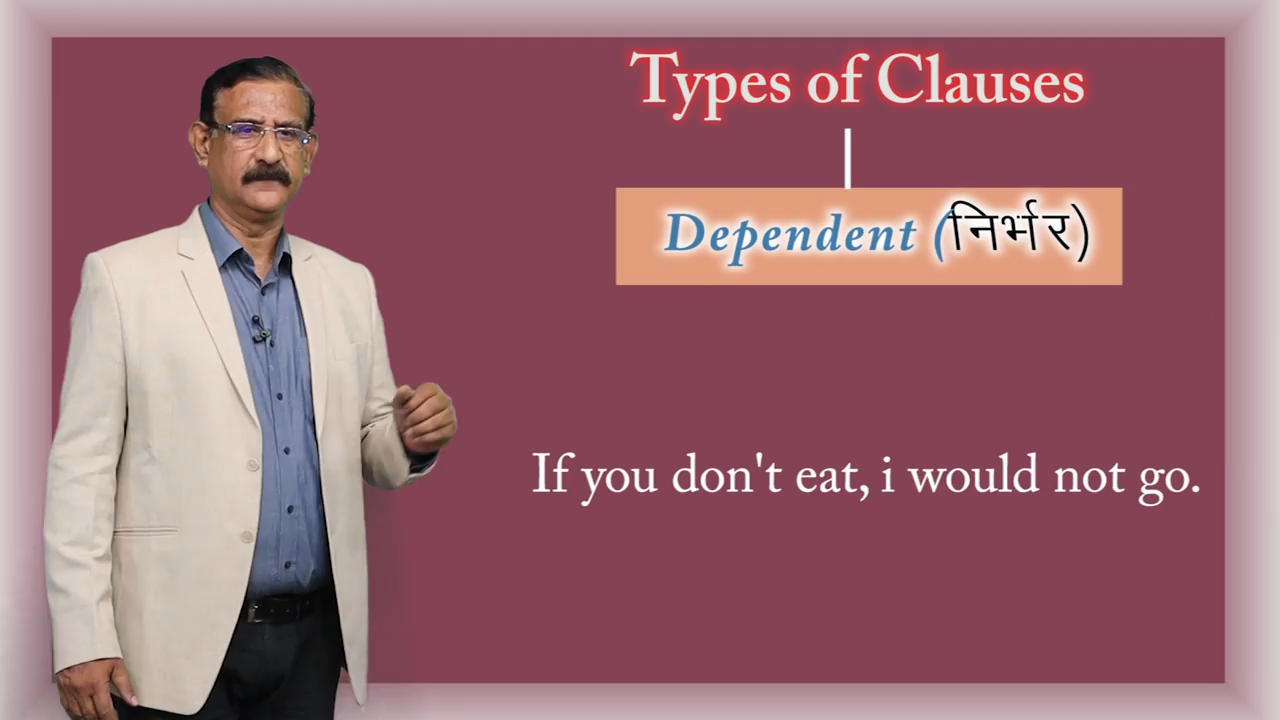 Types of Clauses
Dependent (निर्भर)
If you don't eat, i would not go.